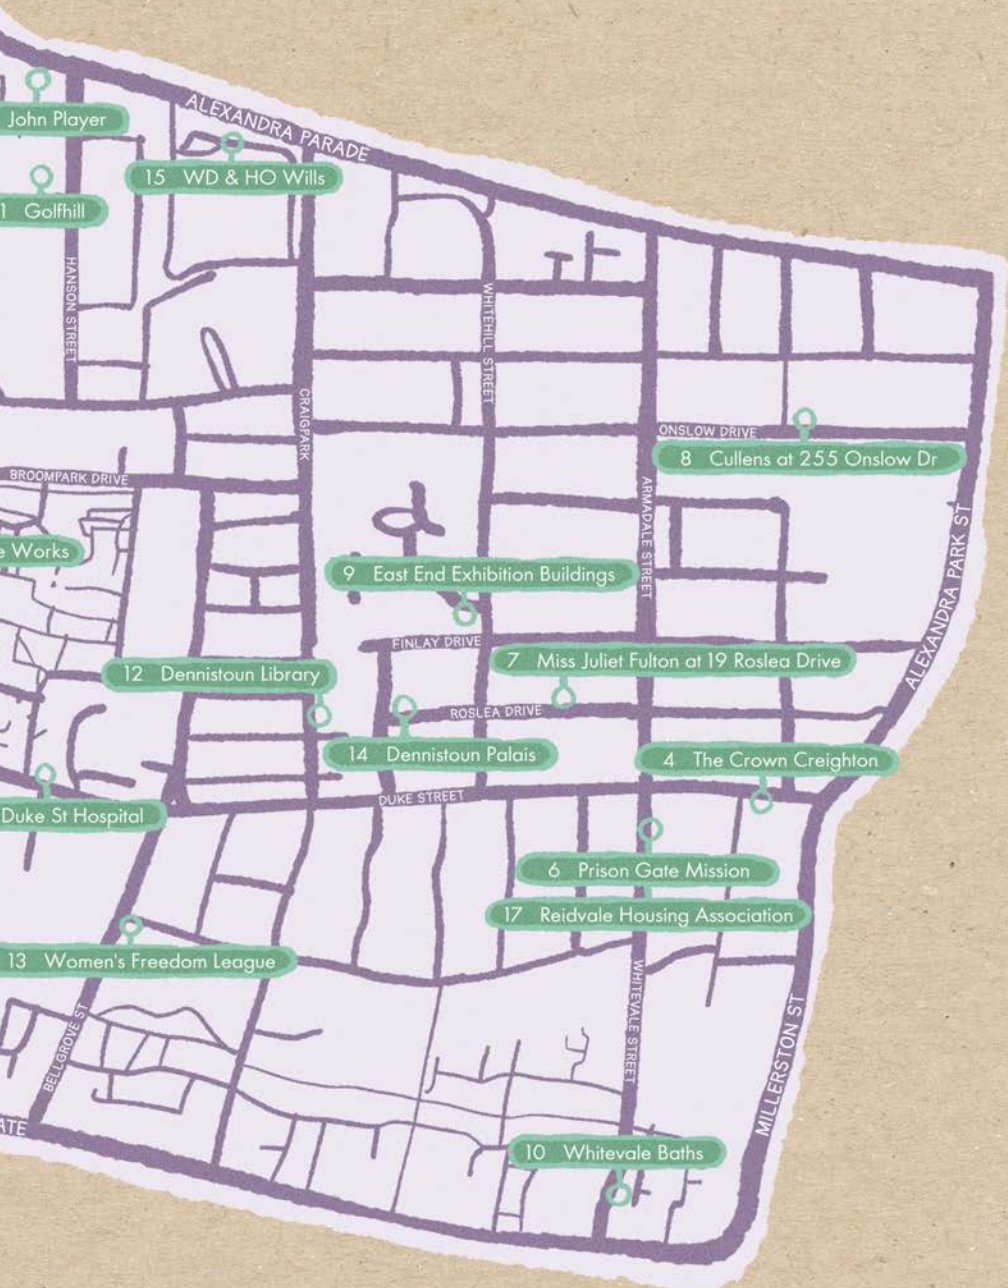 ALEXANDRA PARADE
John Player
15 WD & HO Wills
1 Golfhill
HANSON STREET
WHITEHILL STREET
CRAIGPARK
ONSLOW DRIVE
8 Cullens at 255 Onslow Dr
BROOMPARK DRIVE
ARMADALE STREET
ALEXANDRA PARK ST
e Works
9 East End Exhibition Buildings
FINLAY DRIVE
7 Miss Juliet Fulton at 19 Roslea Drive
12 Dennistoun Library
ROSLEA DRIVE
14 Dennistoun Palais
4 The Crown Creighton
DUKE STREET
Duke St Hospital
6 Prison Gate Mission
17 Reidvale Housing Association
13 Women's Freedom League
WHITEVALE STREET
BELLGROVE ST
MILLERSTON ST
ATE
10 Whitevale Baths